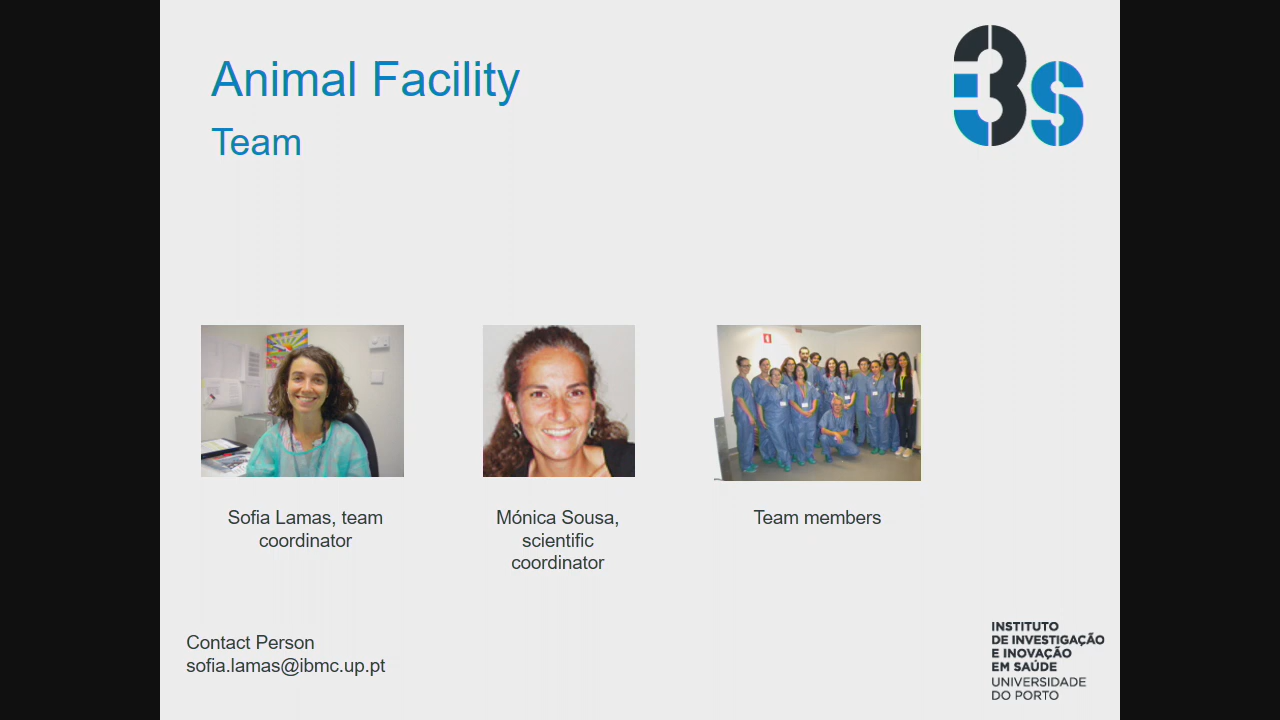 Animal Facility
Team
i3s
Sofia Lamas, team
coordinator
Mónica Sousa,
scientific
coordinator
Team members
Contact Person
sofia.lamas@ibmc.up.pt
INSTITUTO
DE INVESTIGAÇÃO
E INOVAÇÃO
EM SAÚDE
UNIVERSIDADE
DO PORTO